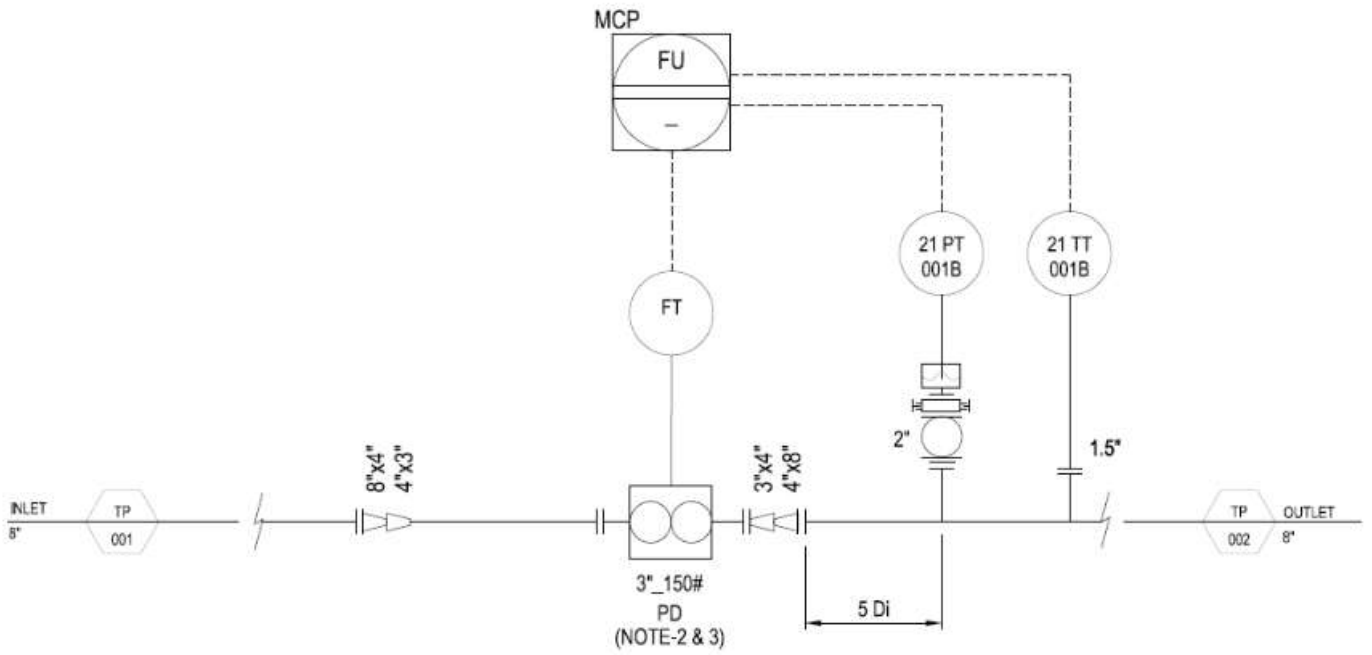 MCP
FU
–
21 PT
001B
21 TT
001B
FT
2"
1.5"
8"x4"
4"x3"
3"x4"
4"x8"
INLET
8"
TP
001
TP
002
OUTLET
8"
3"_150#
PD
(NOTE-2 & 3)
5 Di